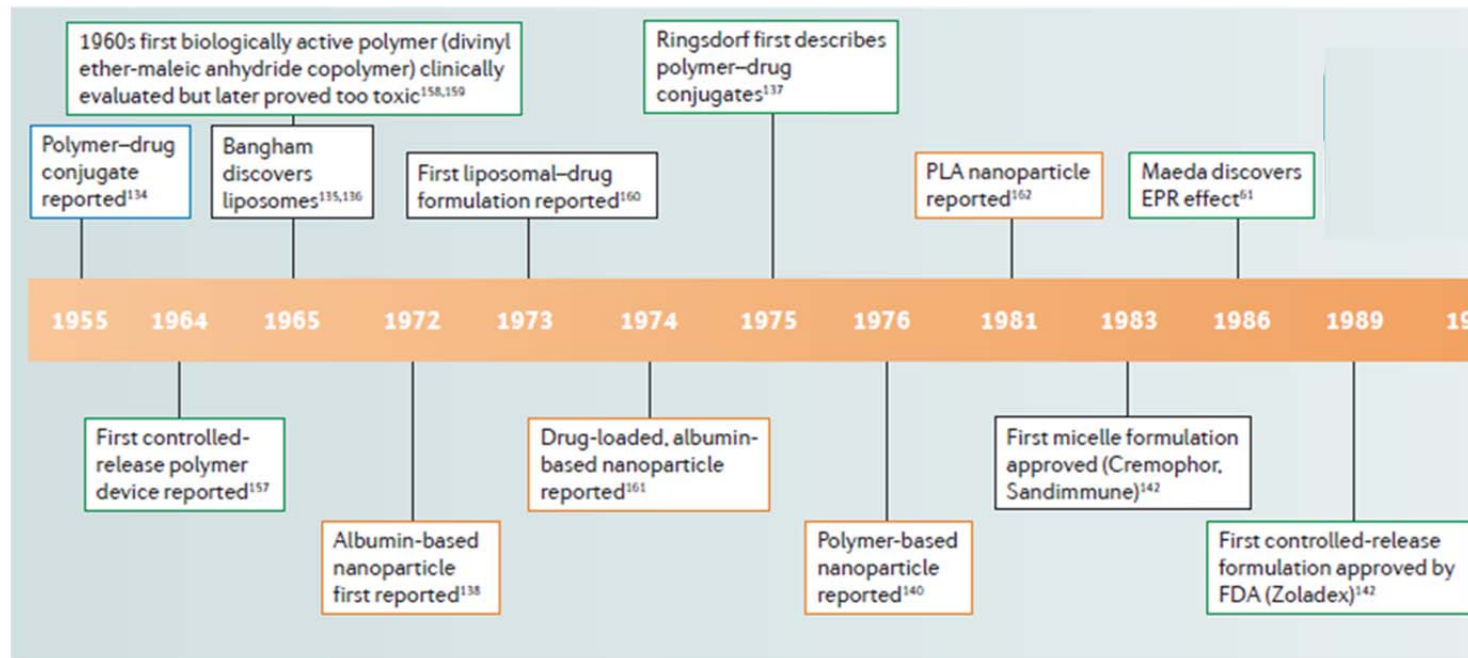 1960s first biologically active polymer (divinyl
ether-maleic anhydride copolymer) clinically
evaluated but later proved too toxic¹⁵⁸,¹⁵⁹
Ringsdorf first describes
polymer–drug
conjugates¹³⁷
Polymer–drug
conjugate
reported¹³⁴
Bangham
discovers
liposomes¹³⁵,¹³⁶
First liposomal–drug
formulation reported¹⁶⁰
PLA nanoparticle
reported¹⁶²
Maeda discovers
EPR effect⁶¹
1955 1964 1965 1972 1973 1974 1975 1976 1981 1983 1986 1989
First controlled-
release polymer
device reported¹⁵⁷
Drug-loaded, albumin-
based nanoparticle
reported¹⁶¹
First micelle formulation
approved (Cremophor,
Sandimmune)¹⁴²
Albumin-based
nanoparticle
first reported¹³⁸
Polymer-based
nanoparticle
reported¹⁴⁰
First controlled-release
formulation approved by
FDA (Zoladex)¹⁴²